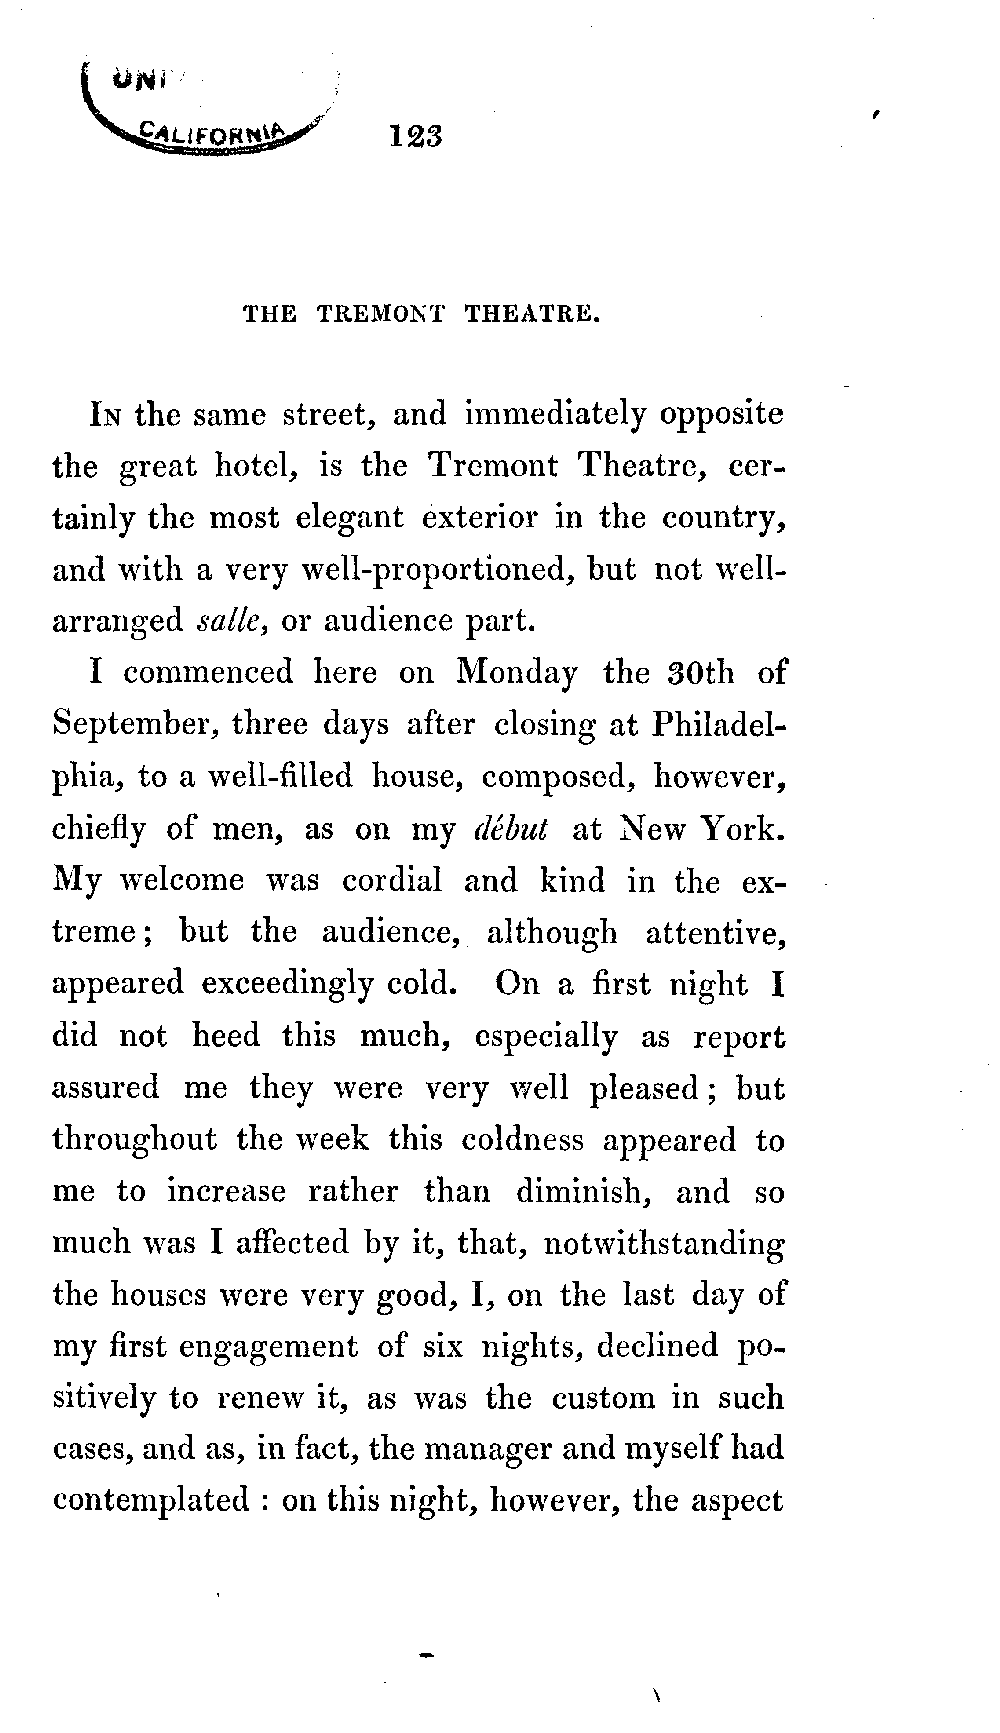 UNI
CALIFORNIA
123
THE TREMONT THEATRE.
IN the same street, and immediately opposite
the great hotel, is the Tremont Theatre, cer-
tainly the most elegant exterior in the country,
and with a very well-proportioned, but not well-
arranged salle, or audience part.
I commenced here on Monday the 30th of
September, three days after closing at Philadel-
phia, to a well-filled house, composed, however,
chiefly of men, as on my début at New York.
My welcome was cordial and kind in the ex-
treme; but the audience, although attentive,
appeared exceedingly cold. On a first night I
did not heed this much, especially as report
assured me they were very well pleased; but
throughout the week this coldness appeared to
me to increase rather than diminish, and so
much was I affected by it, that, notwithstanding
the houses were very good, I, on the last day of
my first engagement of six nights, declined po-
sitively to renew it, as was the custom in such
cases, and as, in fact, the manager and myself had
contemplated : on this night, however, the aspect